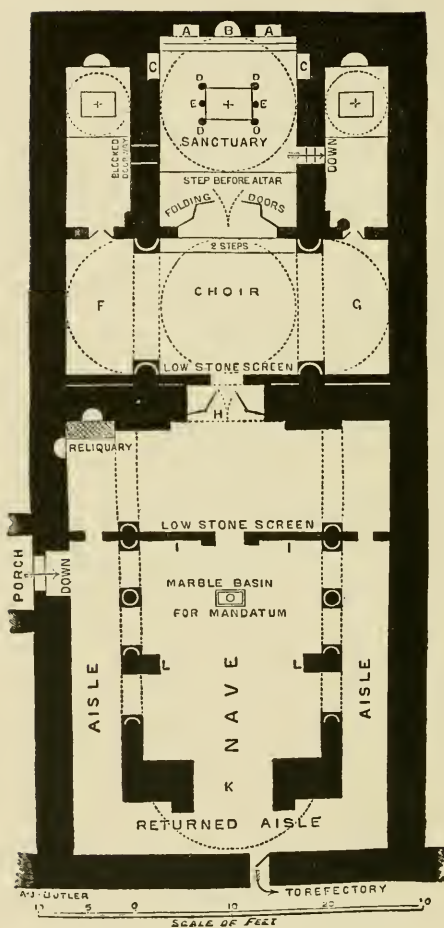 A B A
C C
D D
E E
D D
SANCTUARY
BLOCKED
DOORWAY
DOWN
STEP BEFORE ALTAR
FOLDING DOORS
2 STEPS
F CHOIR G
LOW STONE SCREEN
H
RELIQUARY
LOW STONE SCREEN
I I
PORCH
DOWN
MARBLE BASIN
FOR MANDATUM
L L
AISLE NAVE AISLE
K
RETURNED AISLE
A·J·BUTLER
TO REFECTORY
5 10 20
SCALE OF FEET